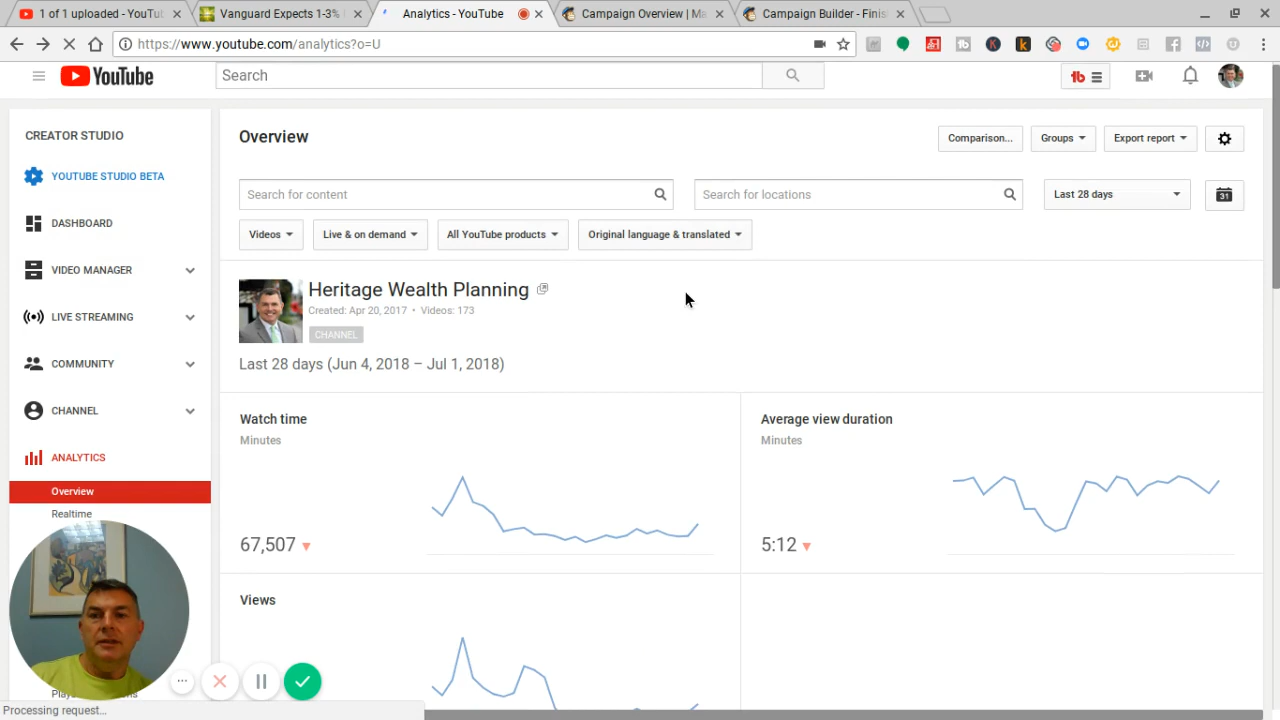 1 of 1 uploaded - YouTu
Vanguard Expects 1-3%
Analytics - YouTube
Campaign Overview | Ma
Campaign Builder - Finis
https://www.youtube.com/analytics?o=U
YouTube
Search
CREATOR STUDIO
YOUTUBE STUDIO BETA
DASHBOARD
VIDEO MANAGER
LIVE STREAMING
COMMUNITY
CHANNEL
ANALYTICS
Overview
Realtime
Overview
Comparison...
Groups
Export report
Search for content
Search for locations
Last 28 days
31
Videos
Live & on demand
All YouTube products
Original language & translated
Heritage Wealth Planning
Created: Apr 20, 2017 • Videos: 173
CHANNEL
Last 28 days (Jun 4, 2018 – Jul 1, 2018)
Watch time
Minutes
67,507
Average view duration
Minutes
5:12
Views
Processing request...